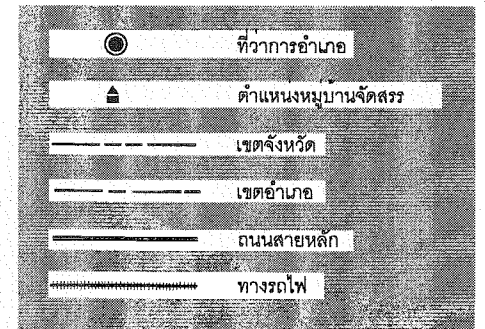 ที่ว่าการอำเภอ
ตำแหน่งหมู่บ้านจัดสรร
เขตจังหวัด
เขตอำเภอ
ถนนสายหลัก
ทางรถไฟ